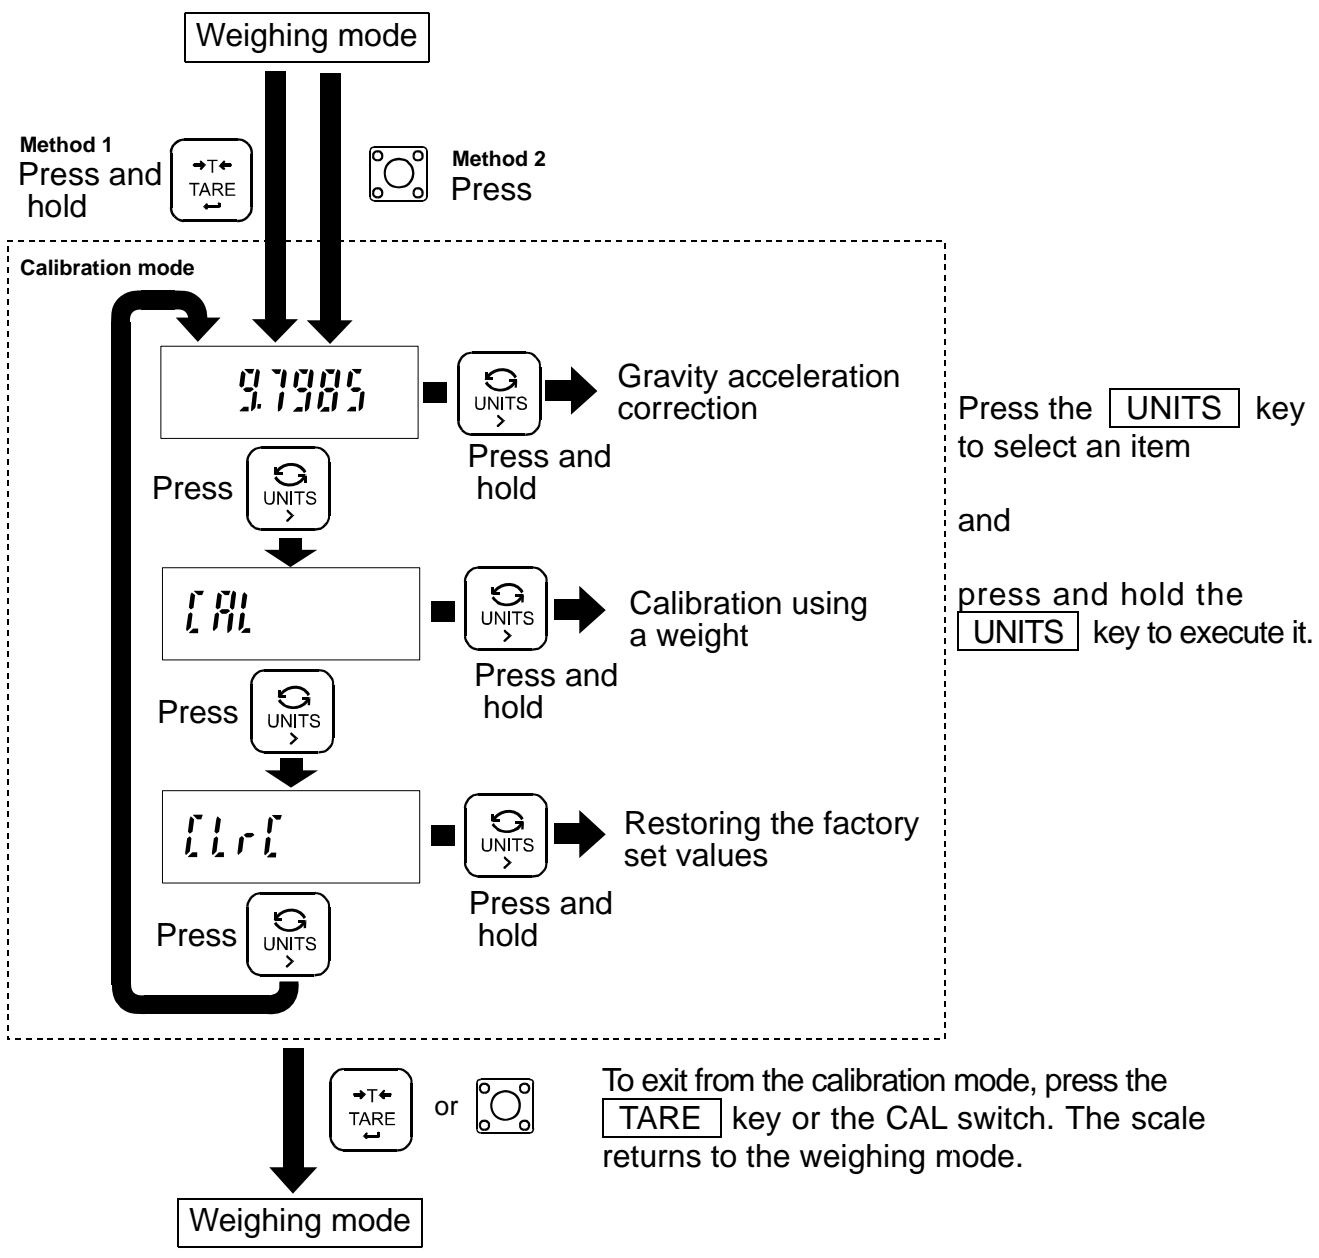 Weighing mode
Method 1
Press and
hold
→T←
TARE
Method 2
Press
Calibration mode
9.7985
UNITS
>
Press and
hold
Gravity acceleration
correction
Press the UNITS key
to select an item
and
press and hold the
UNITS key to execute it.
Press
UNITS
>
CAL
UNITS
>
Press and
hold
Calibration using
a weight
Press
UNITS
>
CLrC
UNITS
>
Press and
hold
Restoring the factory
set values
Press
UNITS
>
→T←
TARE
or
To exit from the calibration mode, press the
TARE key or the CAL switch. The scale
returns to the weighing mode.
Weighing mode